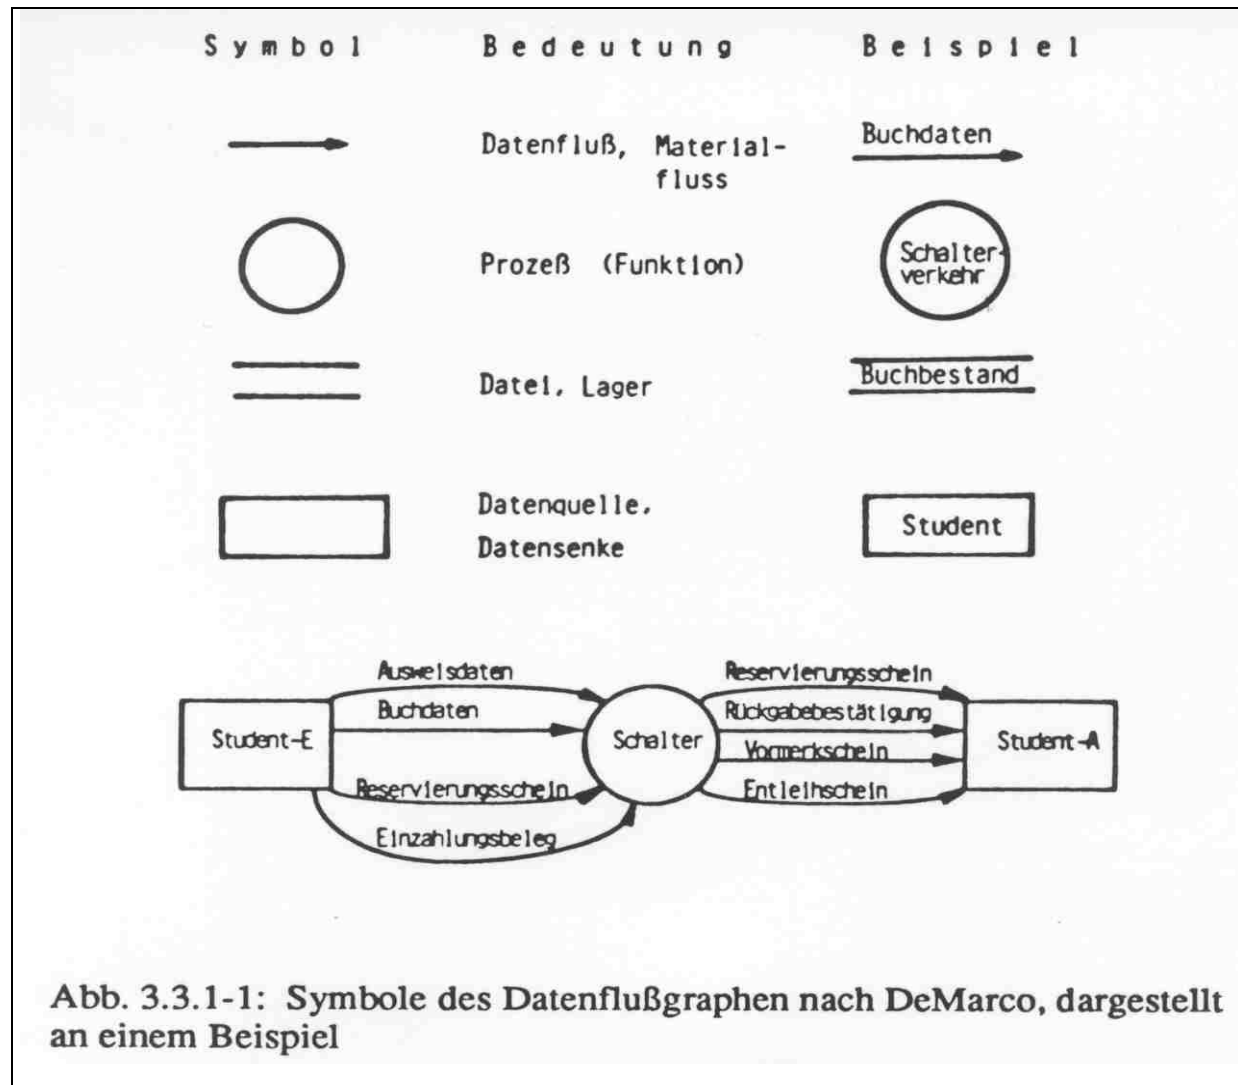 Symbol Bedeutung Beispiel
Datenfluß, Material-
fluss
Buchdaten
Prozeß (Funktion)
Schalter-
verkehr
Datei, Lager
Buchbestand
Datenquelle,
Datensenke
Student
Ausweisdaten
Reservierungsschein
Buchdaten
Rückgabebestätigung
Student-E
Schalter
Student-A
Vormerkschein
Reservierungsschein
Entleihschein
Einzahlungsbeleg
Abb. 3.3.1-1: Symbole des Datenflußgraphen nach DeMarco, dargestellt
an einem Beispiel